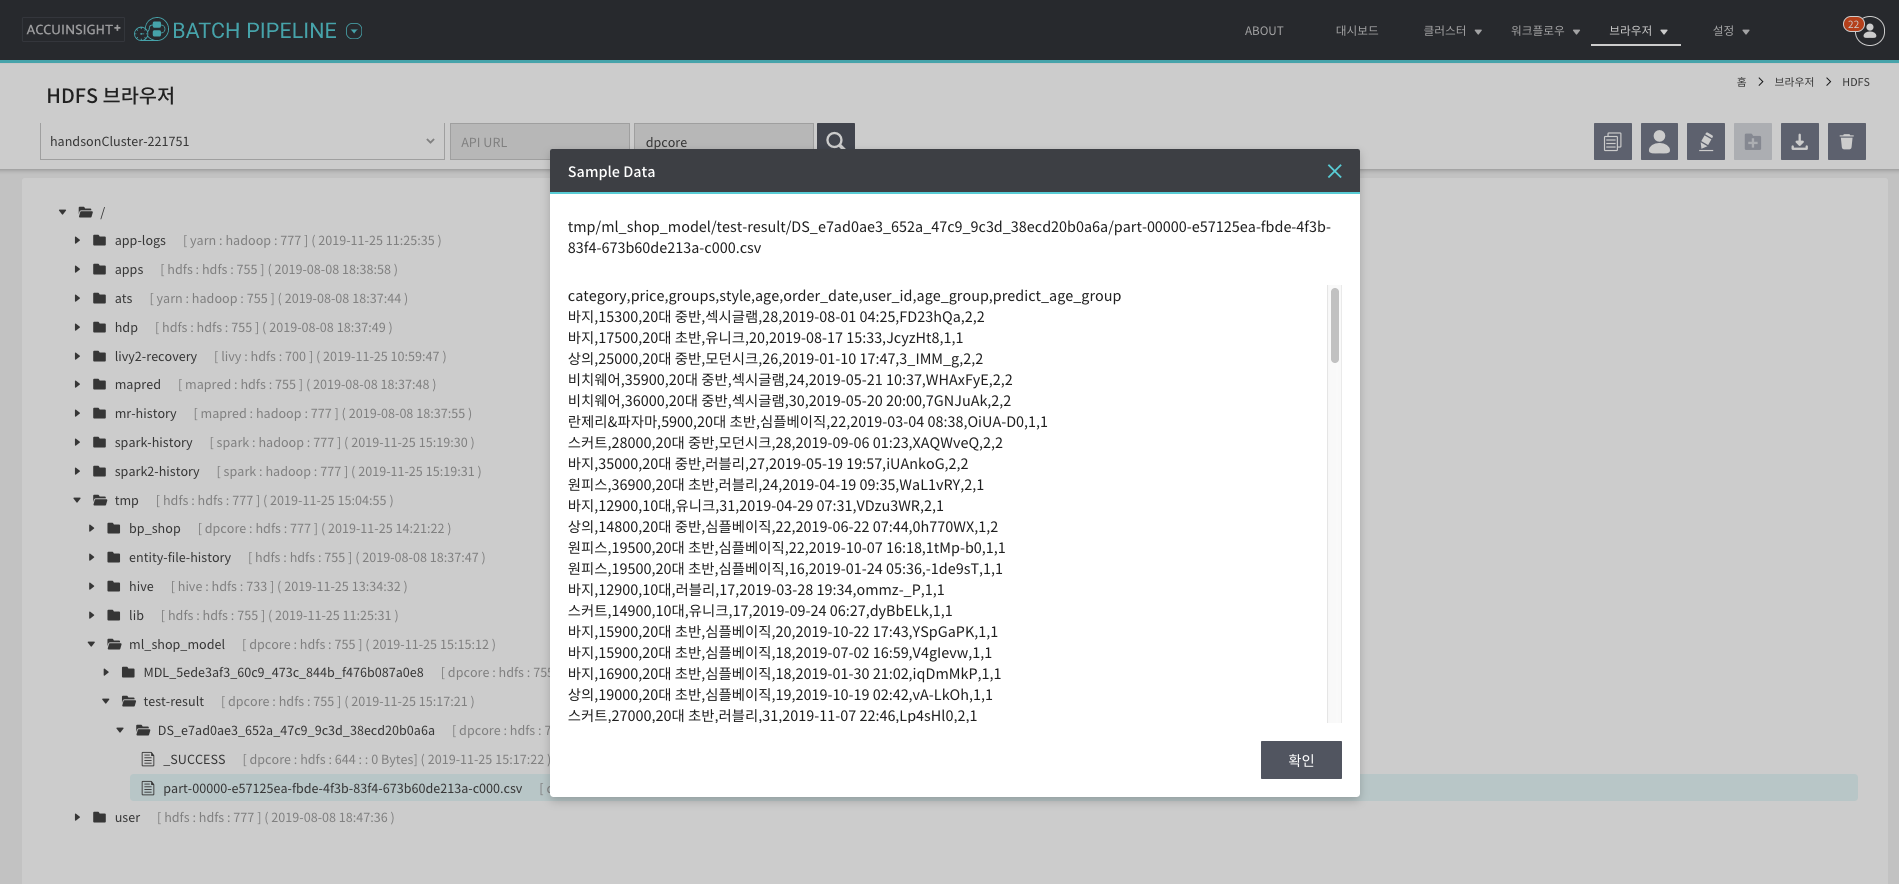 ACCUINSIGHT+ BATCH PIPELINE
ABOUT 대시보드 클러스터 워크플로우 브라우저 설정 22
HDFS 브라우저
홈 > 브라우저 > HDFS
handsonCluster-221751 API URL dpcore
Sample Data
tmp/ml_shop_model/test-result/DS_e7ad0ae3_652a_47c9_9c3d_38ecd20b0a6a/part-00000-e57125ea-fbde-4f3b-
83f4-673b60de213a-c000.csv
category,price,groups,style,age,order_date,user_id,age_group,predict_age_group
바지,15300,20대 중반,섹시글램,28,2019-08-01 04:25,FD23hQa,2,2
바지,17500,20대 초반,유니크,20,2019-08-17 15:33,JcyzHt8,1,1
상의,25000,20대 중반,모던시크,26,2019-01-10 17:47,3_IMM_g,2,2
비치웨어,35900,20대 중반,섹시글램,24,2019-05-21 10:37,WHAxFyE,2,2
비치웨어,36000,20대 중반,섹시글램,30,2019-05-20 20:00,7GNJuAk,2,2
란제리&파자마,5900,20대 초반,심플베이직,22,2019-03-04 08:38,OiUA-D0,1,1
스커트,28000,20대 중반,모던시크,28,2019-09-06 01:23,XAQWveQ,2,2
바지,35000,20대 중반,러블리,27,2019-05-19 19:57,iUAnkoG,2,2
원피스,36900,20대 초반,러블리,24,2019-04-19 09:35,WaL1vRY,2,1
바지,12900,10대,유니크,31,2019-04-29 07:31,VDzu3WR,2,1
상의,14800,20대 중반,심플베이직,22,2019-06-22 07:44,0h770WX,1,2
원피스,19500,20대 초반,심플베이직,22,2019-10-07 16:18,1tMp-b0,1,1
원피스,19500,20대 초반,심플베이직,16,2019-01-24 05:36,-1de9sT,1,1
바지,12900,10대,러블리,17,2019-03-28 19:34,ommz-_P,1,1
스커트,14900,10대,유니크,17,2019-09-24 06:27,dyBbELk,1,1
바지,15900,20대 초반,심플베이직,20,2019-10-22 17:43,YSpGaPK,1,1
바지,15900,20대 초반,심플베이직,18,2019-07-02 16:59,V4gIevw,1,1
바지,16900,20대 초반,심플베이직,18,2019-01-30 21:02,iqDmMkP,1,1
상의,19000,20대 초반,심플베이직,19,2019-10-19 02:42,vA-LkOh,1,1
스커트,27000,20대 초반,러블리,31,2019-11-07 22:46,Lp4sHl0,2,1
확인
/
app-logs [ yarn : hadoop : 777 ] ( 2019-11-25 11:25:35 )
apps [ hdfs : hdfs : 755 ] ( 2019-08-08 18:38:58 )
ats [ yarn : hadoop : 755 ] ( 2019-08-08 18:37:44 )
hdp [ hdfs : hdfs : 755 ] ( 2019-08-08 18:37:49 )
livy2-recovery [ livy : hdfs : 700 ] ( 2019-11-25 10:59:47 )
mapred [ mapred : hdfs : 755 ] ( 2019-08-08 18:37:48 )
mr-history [ mapred : hadoop : 777 ] ( 2019-08-08 18:37:55 )
spark-history [ spark : hadoop : 777 ] ( 2019-11-25 15:19:30 )
spark2-history [ spark : hadoop : 777 ] ( 2019-11-25 15:19:31 )
tmp [ hdfs : hdfs : 777 ] ( 2019-11-25 15:04:55 )
bp_shop [ dpcore : hdfs : 777 ] ( 2019-11-25 14:21:22 )
entity-file-history [ hdfs : hdfs : 755 ] ( 2019-08-08 18:37:47 )
hive [ hive : hdfs : 733 ] ( 2019-11-25 13:34:32 )
lib [ hdfs : hdfs : 755 ] ( 2019-11-25 11:25:31 )
ml_shop_model [ dpcore : hdfs : 755 ] ( 2019-11-25 15:15:12 )
MDL_5ede3af3_60c9_473c_844b_f476b087a0e8 [ dpcore : hdfs : 755
test-result [ dpcore : hdfs : 755 ] ( 2019-11-25 15:17:21 )
DS_e7ad0ae3_652a_47c9_9c3d_38ecd20b0a6a [ dpcore : hdfs : 7
_SUCCESS [ dpcore : hdfs : 644 : : 0 Bytes] ( 2019-11-25 15:17:22 )
part-00000-e57125ea-fbde-4f3b-83f4-673b60de213a-c000.csv [
user [ hdfs : hdfs : 777 ] ( 2019-08-08 18:47:36 )